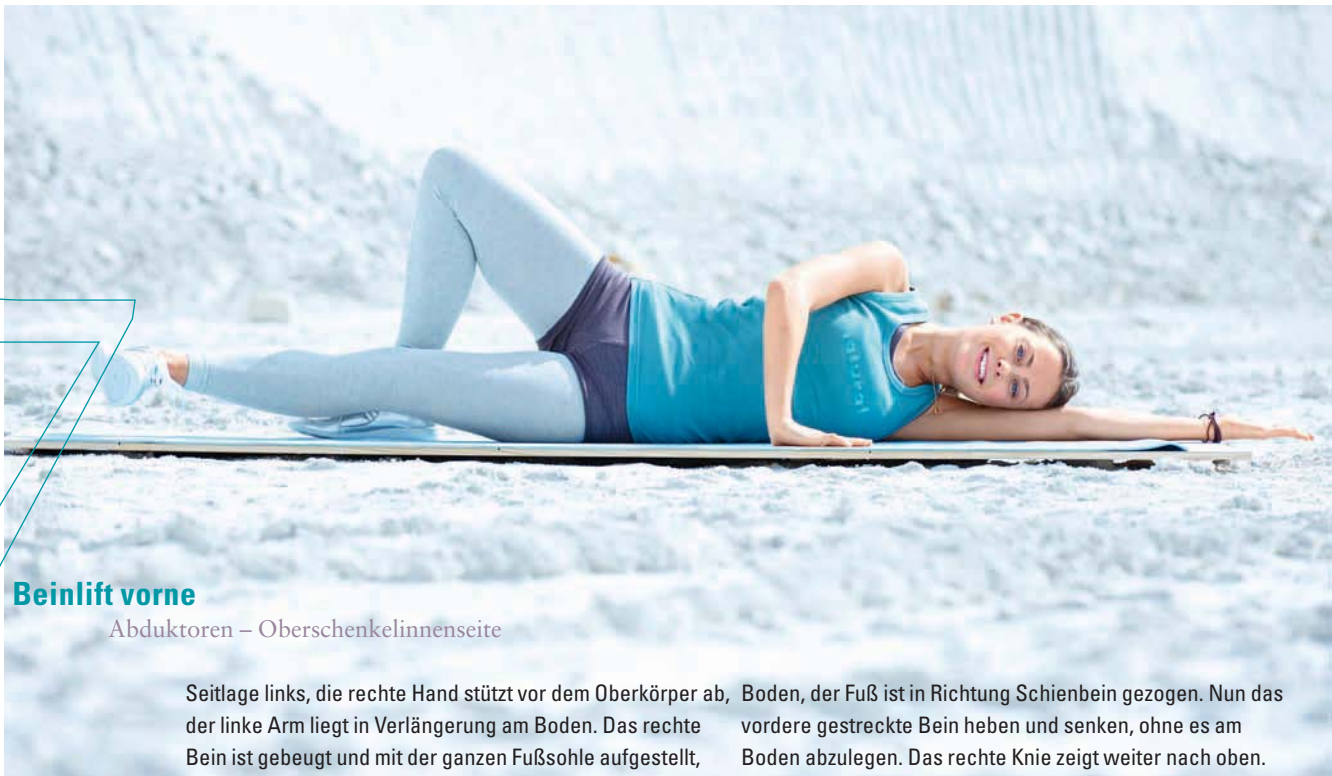 7
Beinlift vorne
Abduktoren – Oberschenkelinnenseite
Seitlage links, die rechte Hand stützt vor dem Oberkörper ab,
der linke Arm liegt in Verlängerung am Boden. Das rechte
Bein ist gebeugt und mit der ganzen Fußsohle aufgestellt,
Boden, der Fuß ist in Richtung Schienbein gezogen. Nun das
vordere gestreckte Bein heben und senken, ohne es am
Boden abzulegen. Das rechte Knie zeigt weiter nach oben.